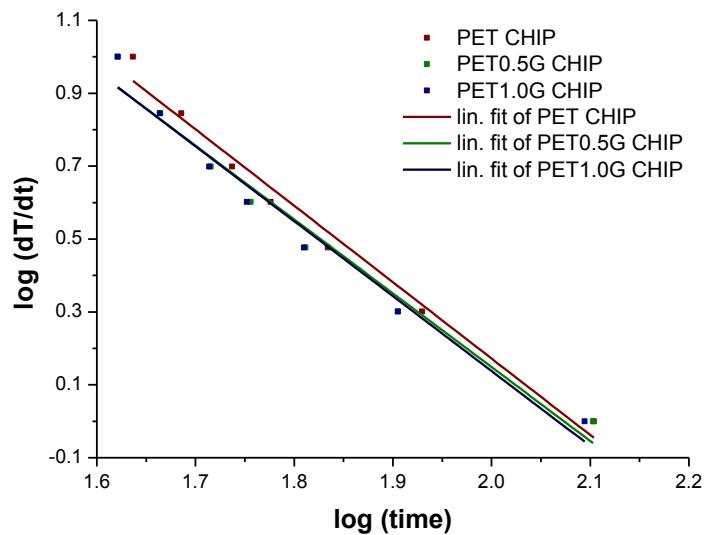 1.1
0.9
0.7
0.5
0.3
0.1
-0.1
log (dT/dt)
PET CHIP
PET0.5G CHIP
PET1.0G CHIP
lin. fit of PET CHIP
lin. fit of PET0.5G CHIP
lin. fit of PET1.0G CHIP
1.6 1.7 1.8 1.9 2.0 2.1 2.2
log (time)